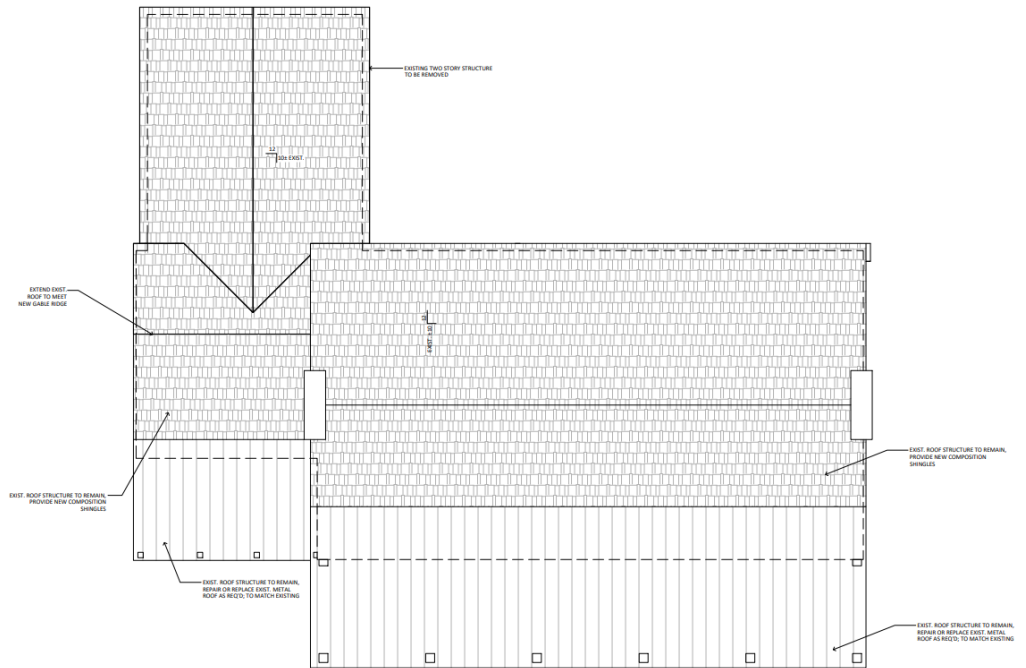 EXISTING TWO STORY STRUCTURE
TO BE REMOVED
12
10± EXIST.
EXTEND EXIST.
ROOF TO MEET
NEW GABLE RIDGE
12
EXIST. ±10
EXIST. ROOF STRUCTURE TO REMAIN,
PROVIDE NEW COMPOSITION
SHINGLES
EXIST. ROOF STRUCTURE TO REMAIN,
PROVIDE NEW COMPOSITION
SHINGLES
EXIST. ROOF STRUCTURE TO REMAIN,
REPAIR OR REPLACE EXIST. METAL
ROOF AS REQ'D; TO MATCH EXISTING
EXIST. ROOF STRUCTURE TO REMAIN,
REPAIR OR REPLACE EXIST. METAL
ROOF AS REQ'D; TO MATCH EXISTING